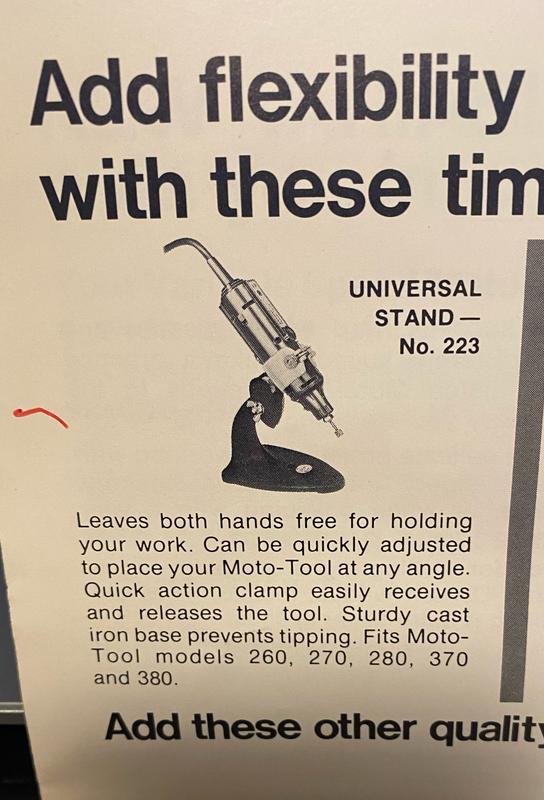 Add flexibility
with these tim
UNIVERSAL
STAND —
No. 223
Leaves both hands free for holding
your work. Can be quickly adjusted
to place your Moto-Tool at any angle.
Quick action clamp easily receives
and releases the tool. Sturdy cast
iron base prevents tipping. Fits Moto-
Tool models 260, 270, 280, 370
and 380.
Add these other quality